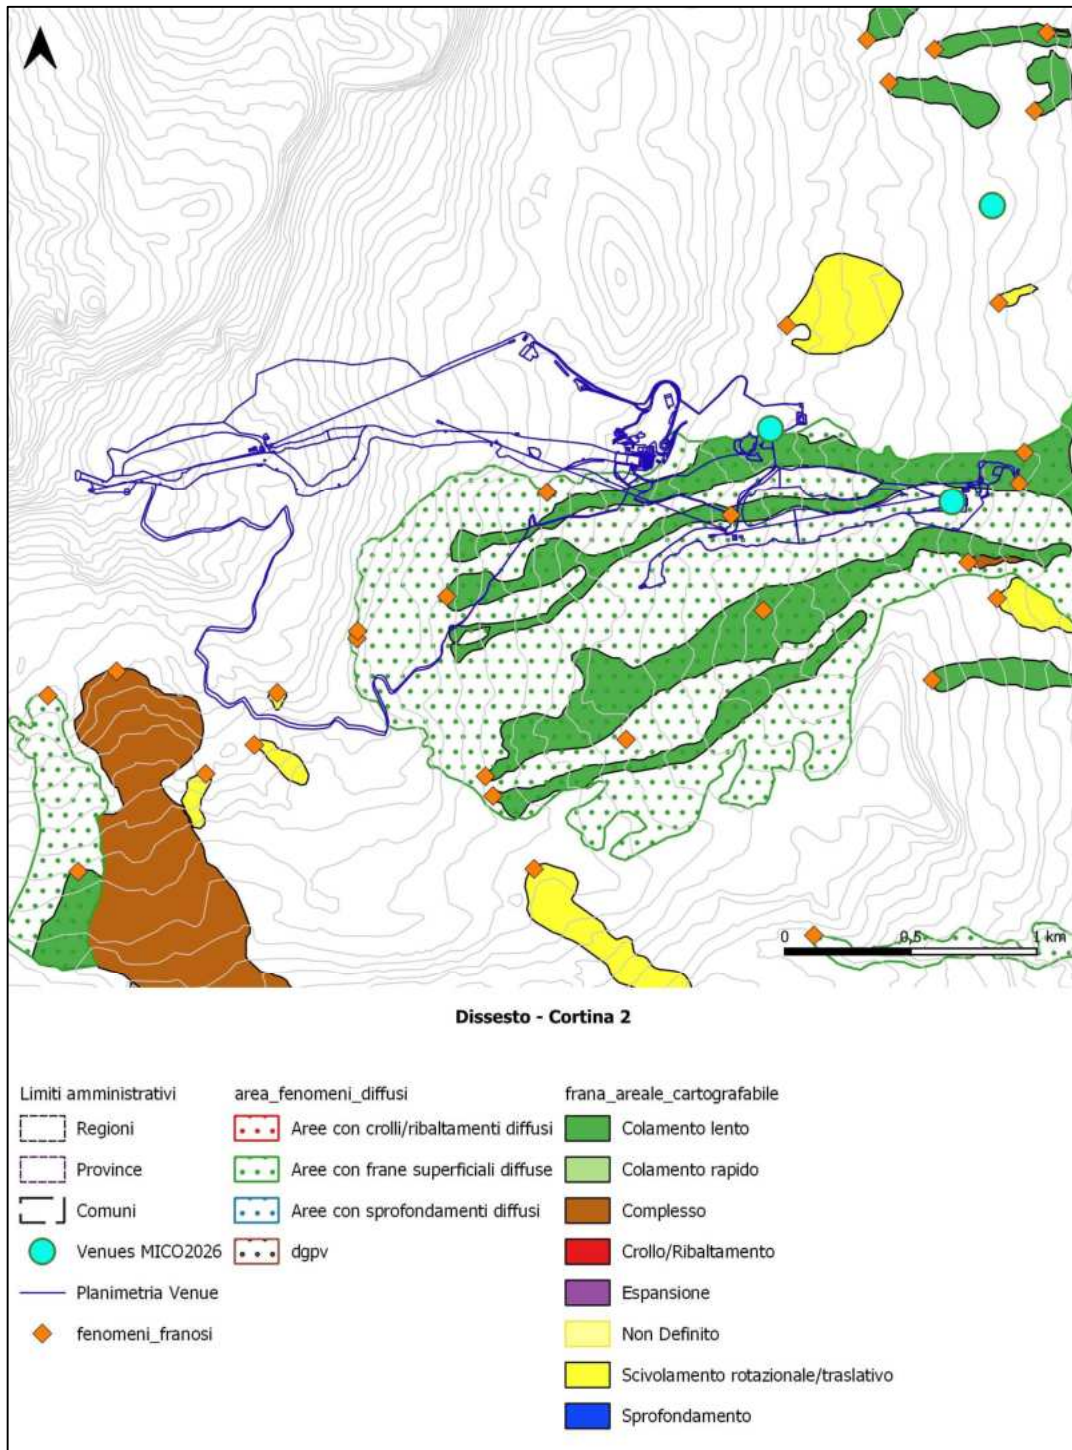 0 0,5 1 km
Dissesto - Cortina 2
Limiti amministrativi
Regioni
Province
Comuni
Venues MICO2026
Planimetria Venue
fenomeni_franosi
area_fenomeni_diffusi
Aree con crolli/ribaltamenti diffusi
Aree con frane superficiali diffuse
Aree con sprofondamenti diffusi
dgpv
frana_areale_cartografabile
Colamento lento
Colamento rapido
Complesso
Crollo/Ribaltamento
Espansione
Non Definito
Scivolamento rotazionale/traslativo
Sprofondamento